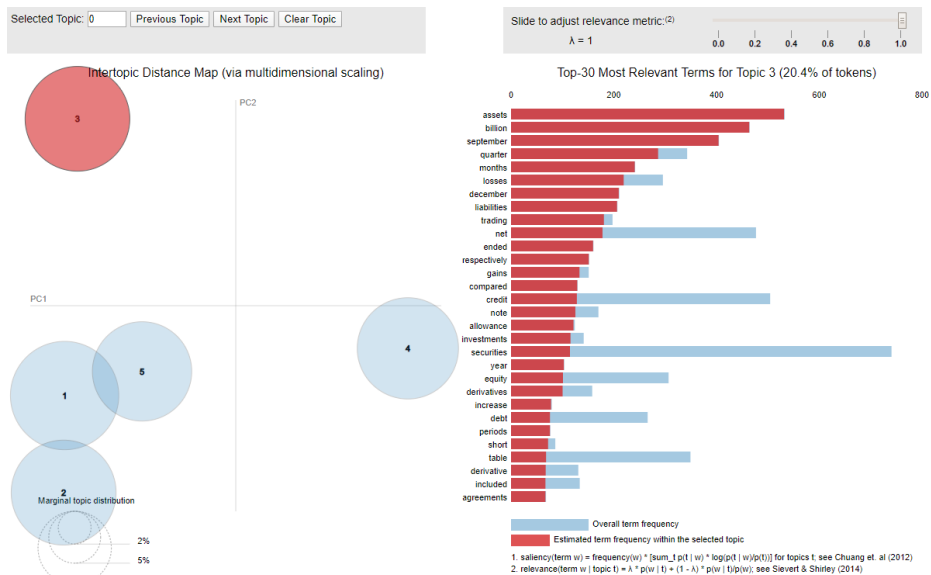 Selected Topic: 0 Previous Topic Next Topic Clear Topic
Slide to adjust relevance metric:(2)
λ = 1
0.0 0.2 0.4 0.6 0.8 1.0
Intertopic Distance Map (via multidimensional scaling)
PC2
PC1
3
4
5
1
2
Marginal topic distribution
2%
5%
Top-30 Most Relevant Terms for Topic 3 (20.4% of tokens)
0 200 400 600 800
assets
billion
september
quarter
months
losses
december
liabilities
trading
net
ended
respectively
gains
compared
credit
note
allowance
investments
securities
year
equity
derivatives
increase
debt
periods
short
table
derivative
included
agreements
Overall term frequency
Estimated term frequency within the selected topic
1. saliency(term w) = frequency(w) * [sum_t p(t | w) * log(p(t | w)/p(t))] for topics t; see Chuang et. al (2012)
2. relevance(term w | topic t) = λ * p(w | t) + (1 - λ) * p(w | t)/p(w); see Sievert & Shirley (2014)